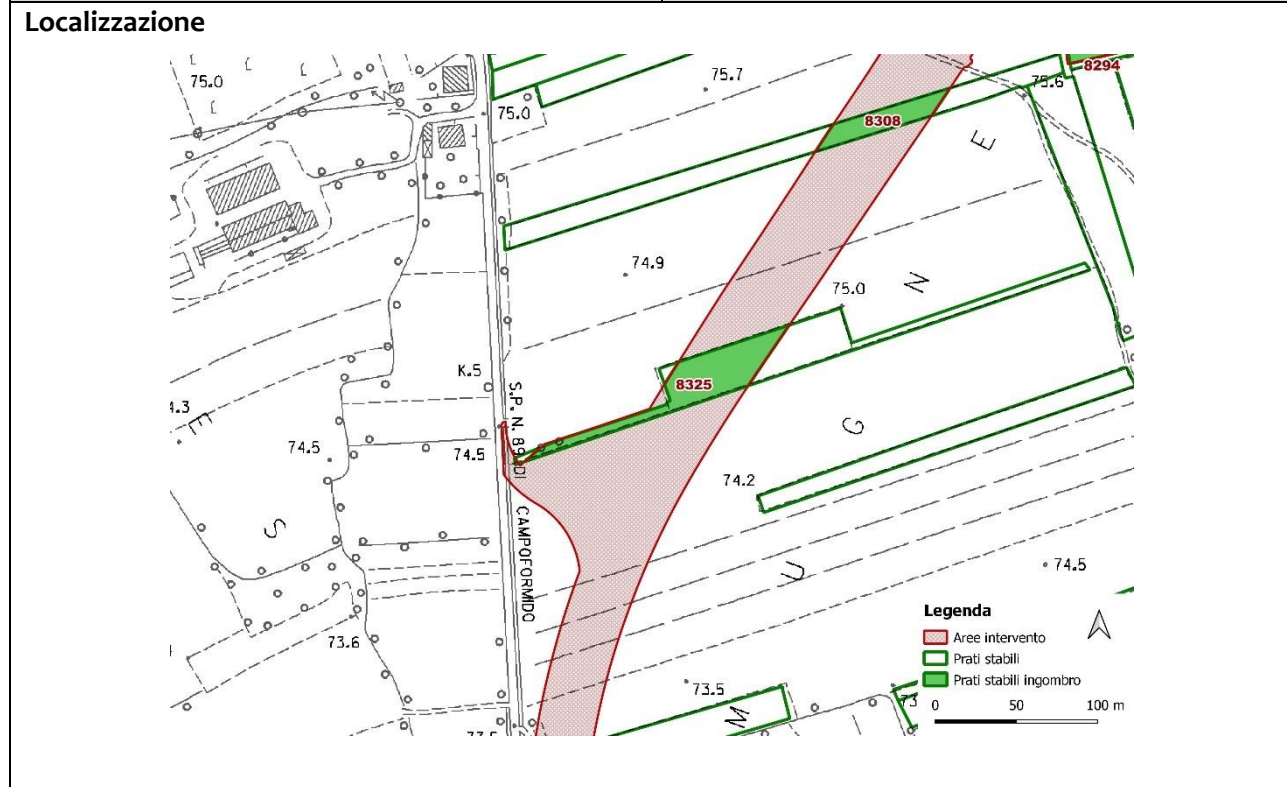 Localizzazione
75.0
75.7
8294
75.6
75.0
8308
E
74.9
N
75.0
K.5
8325
S.P. N. 89 DI CAMPOFORMIDO
4.3
E
74.5
74.5
G
74.2
S
U
74.5
73.6
73.5
M
73
Legenda
Aree intervento
Prati stabili
Prati stabili ingombro
0 50 100 m